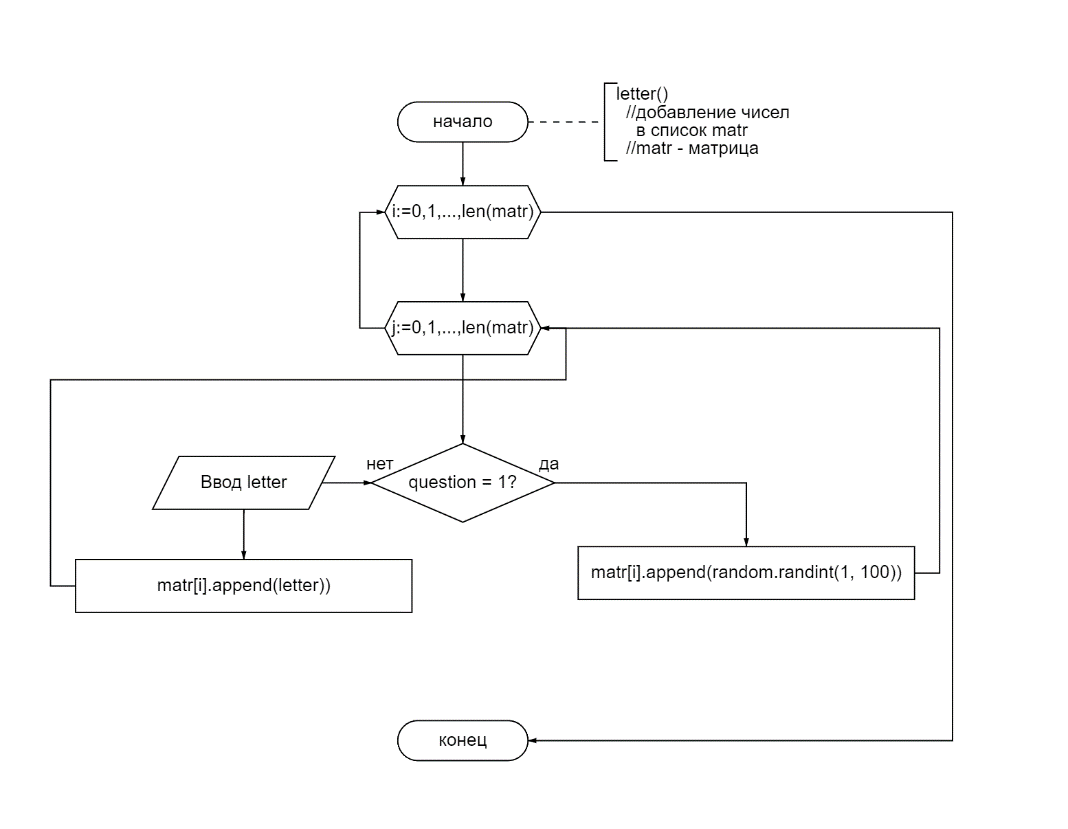 начало
letter()
//добавление чисел
в список matr
//matr - матрица
i:=0,1,...,len(matr)
j:=0,1,...,len(matr)
нет
да
Ввод letter
question = 1?
matr[i].append(letter))
matr[i].append(random.randint(1, 100))
конец